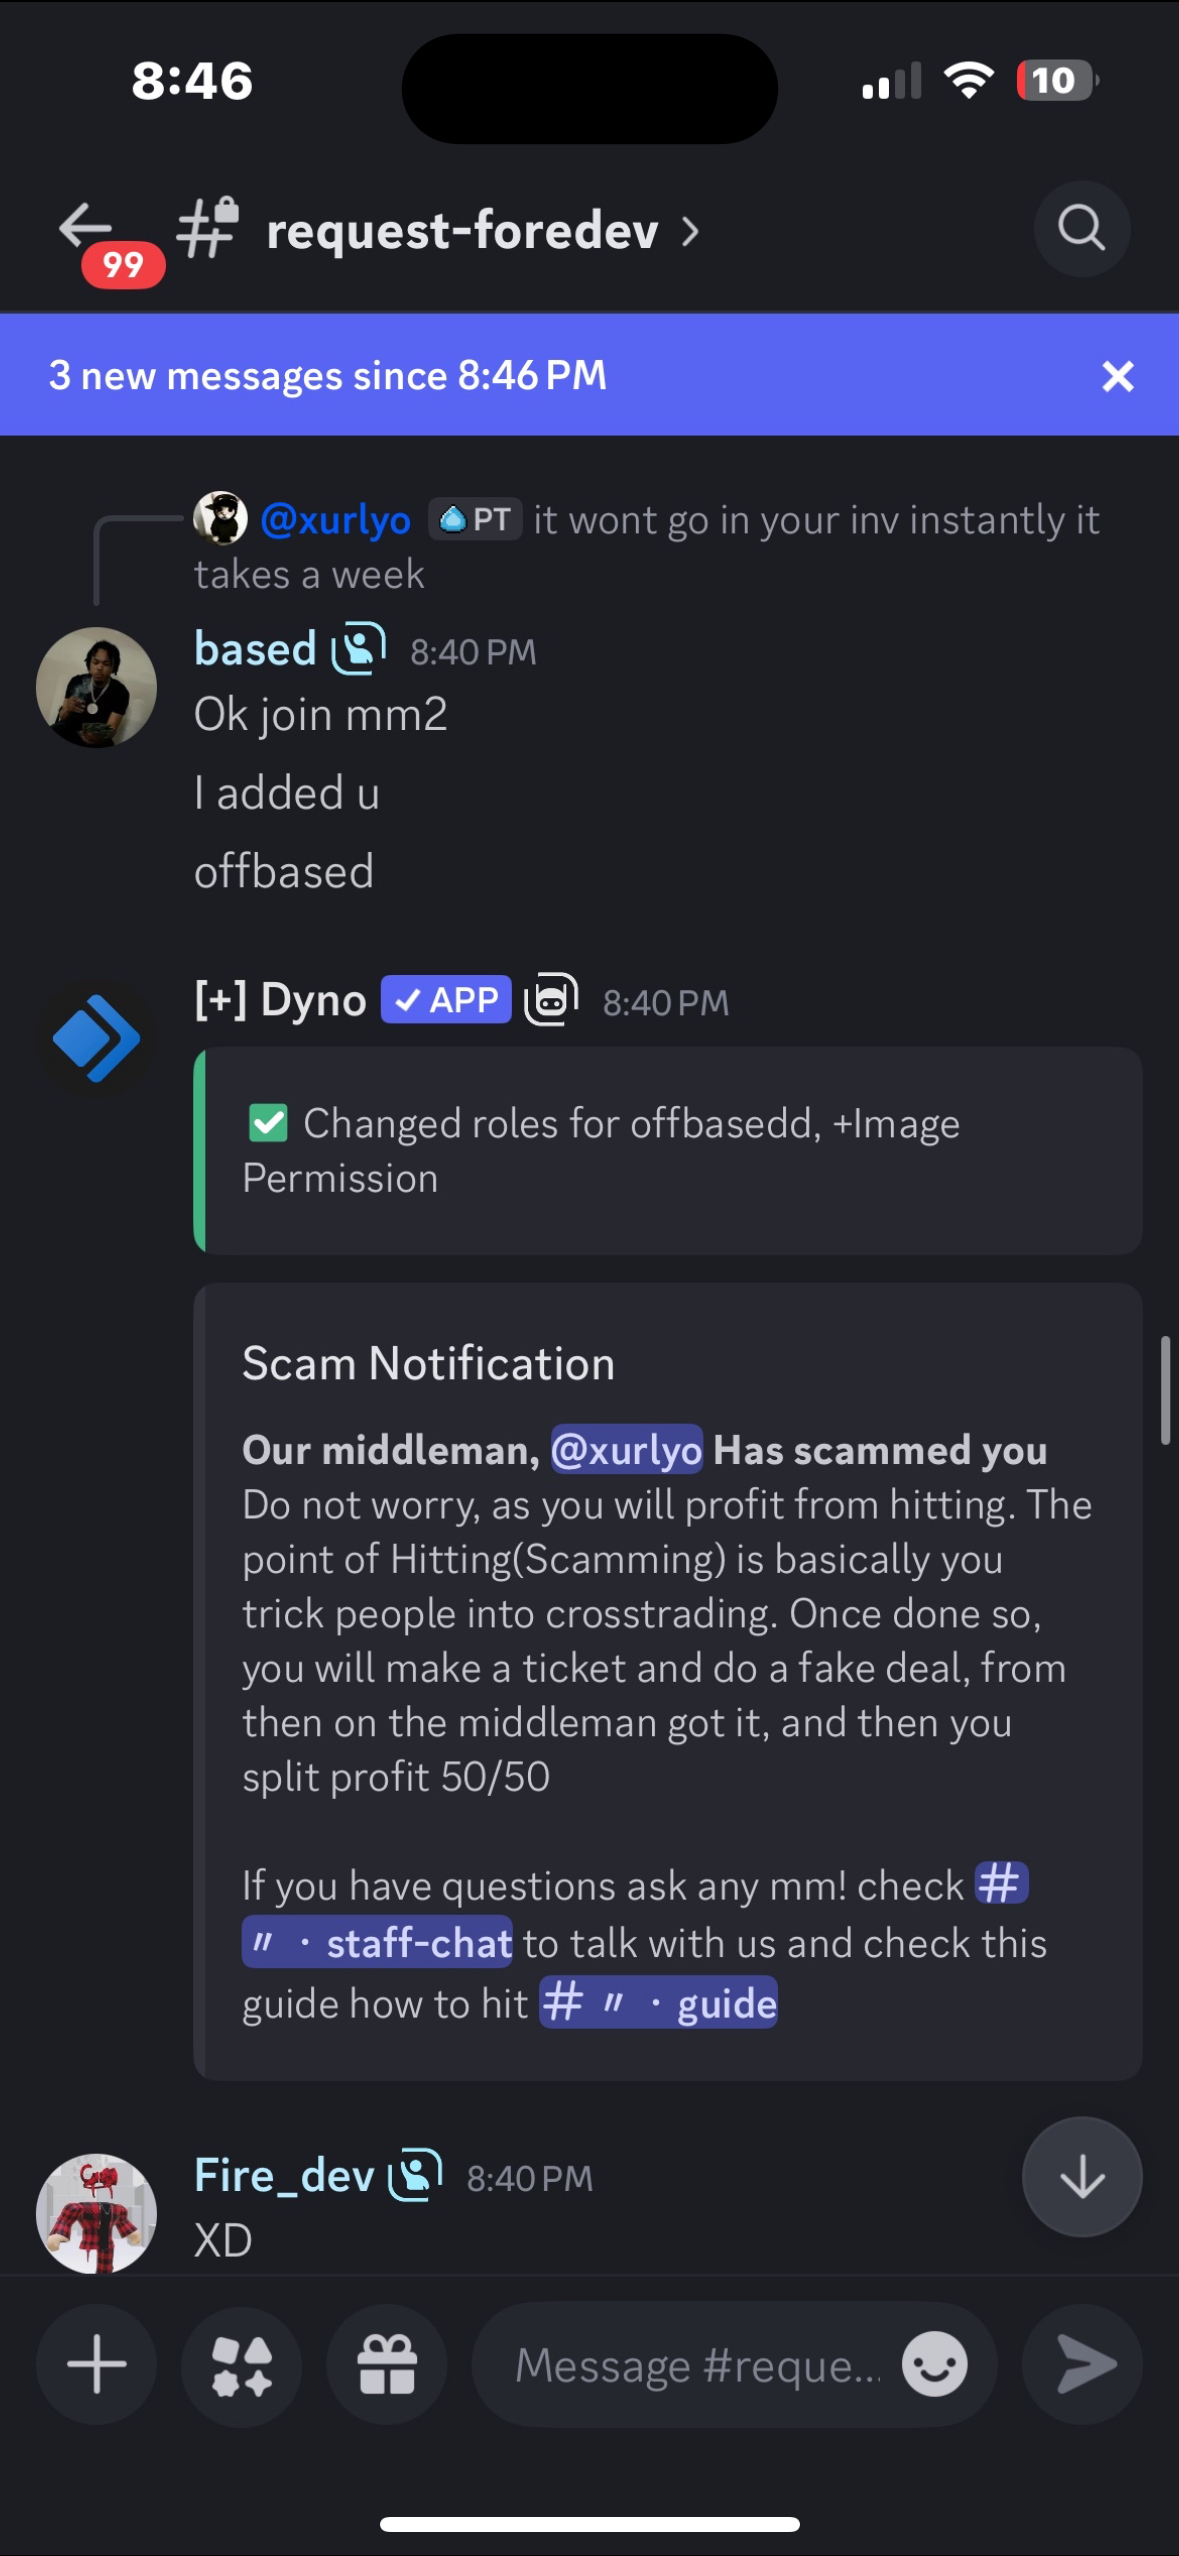 8:46
10
99
# request-foredev
3 new messages since 8:46 PM
@xurlyo PT it wont go in your inv instantly it
takes a week
based 8:40 PM
Ok join mm2
I added u
offbased
[+] Dyno ✓ APP 8:40 PM
✅ Changed roles for offbasedd, +Image
Permission
Scam Notification
Our middleman, @xurlyo Has scammed you
Do not worry, as you will profit from hitting. The
point of Hitting(Scamming) is basically you
trick people into crosstrading. Once done so,
you will make a ticket and do a fake deal, from
then on the middleman got it, and then you
split profit 50/50
If you have questions ask any mm! check #
〃 · staff-chat to talk with us and check this
guide how to hit # 〃 · guide
Fire_dev 8:40 PM
XD
Message #reque...